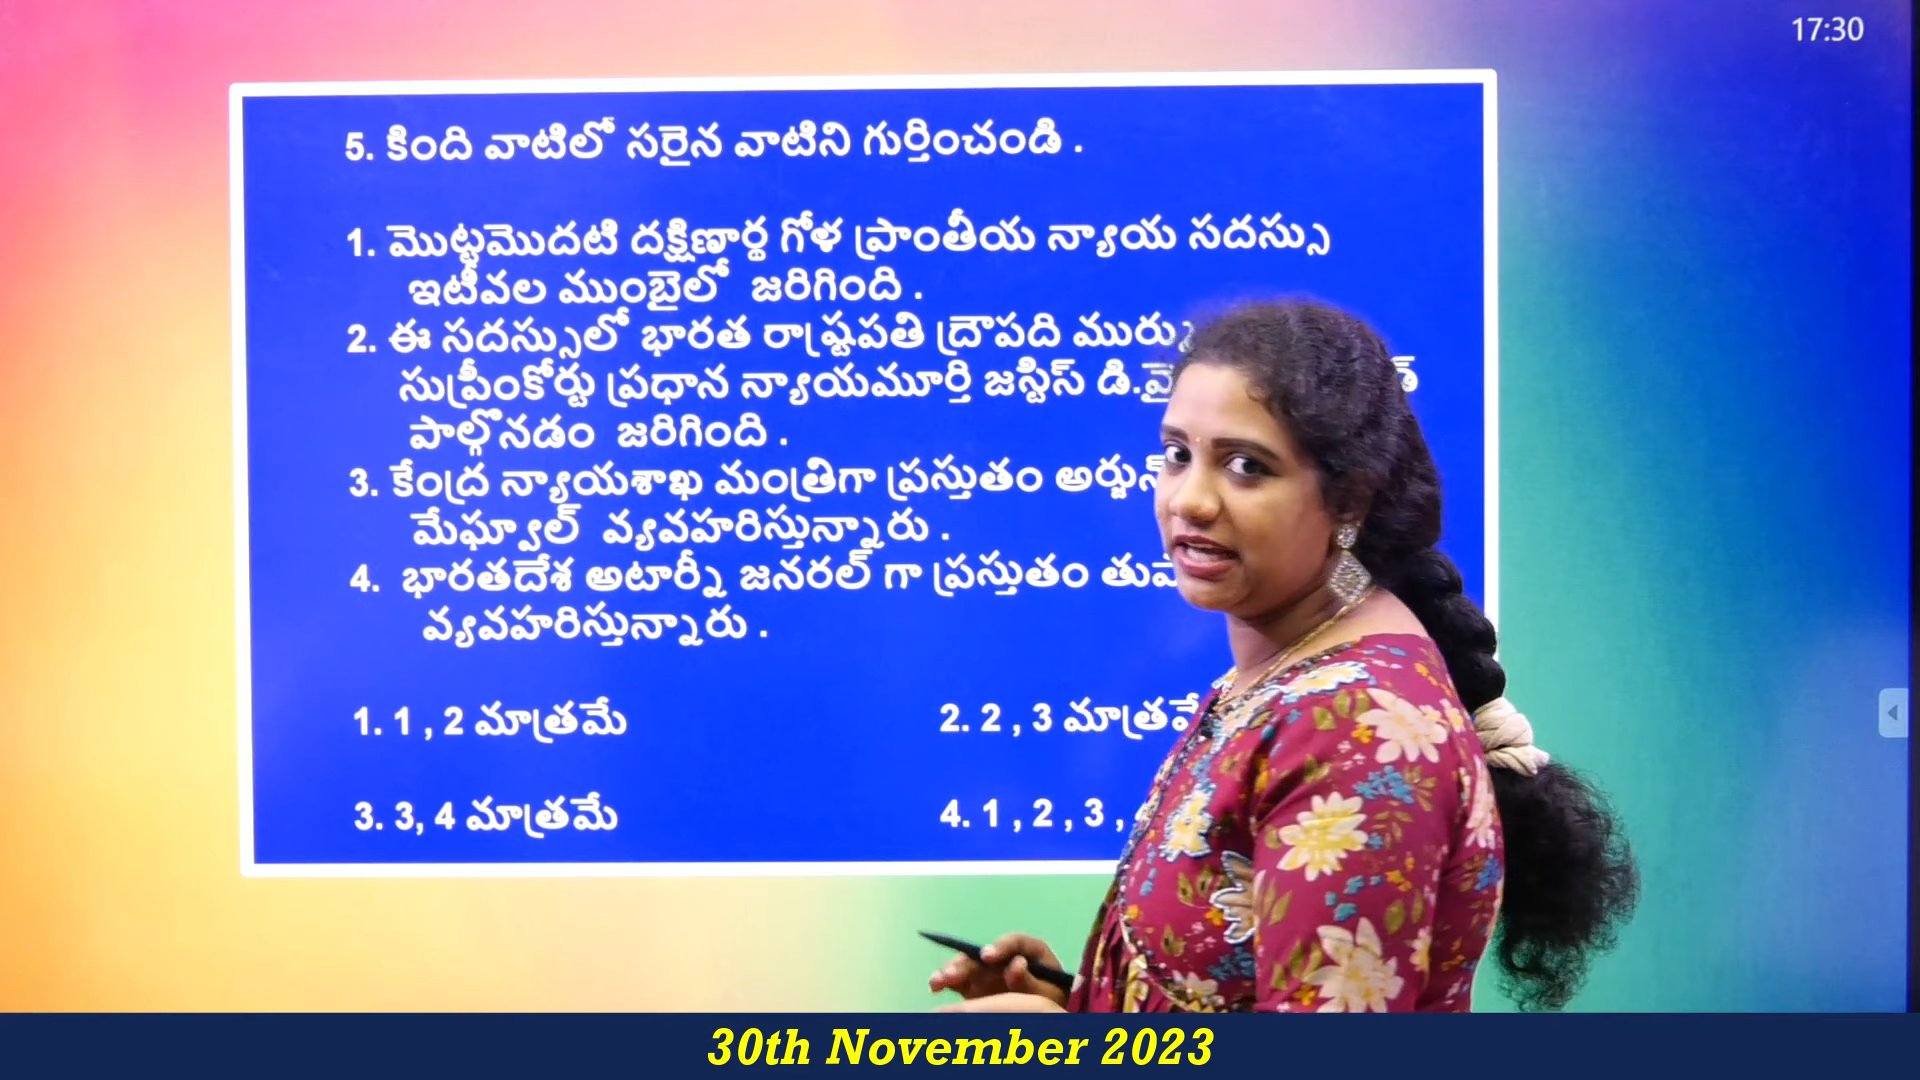 17:30
5. కింది వాటిలో సరైన వాటిని గుర్తించండి .
1. మొట్టమొదటి దక్షిణార్థ గోళ ప్రాంతీయ న్యాయ సదస్సు
ఇటీవల ముంబైలో జరిగింది .
2. ఈ సదస్సులో భారత రాష్ట్రపతి ద్రౌపది ముర్ము
సుప్రీంకోర్టు ప్రధాన న్యాయమూర్తి జస్టిస్ డి.వై
పాల్గొనడం జరిగింది .
3. కేంద్ర న్యాయశాఖ మంత్రిగా ప్రస్తుతం అర్జున్
మేఘ్వాల్ వ్యవహరిస్తున్నారు .
4. భారతదేశ అటార్నీ జనరల్ గా ప్రస్తుతం
వ్యవహరిస్తున్నారు .
1. 1 , 2 మాత్రమే
2. 2 , 3 మాత్రమే
3. 3, 4 మాత్రమే
4. 1 , 2 , 3 ,
30th November 2023